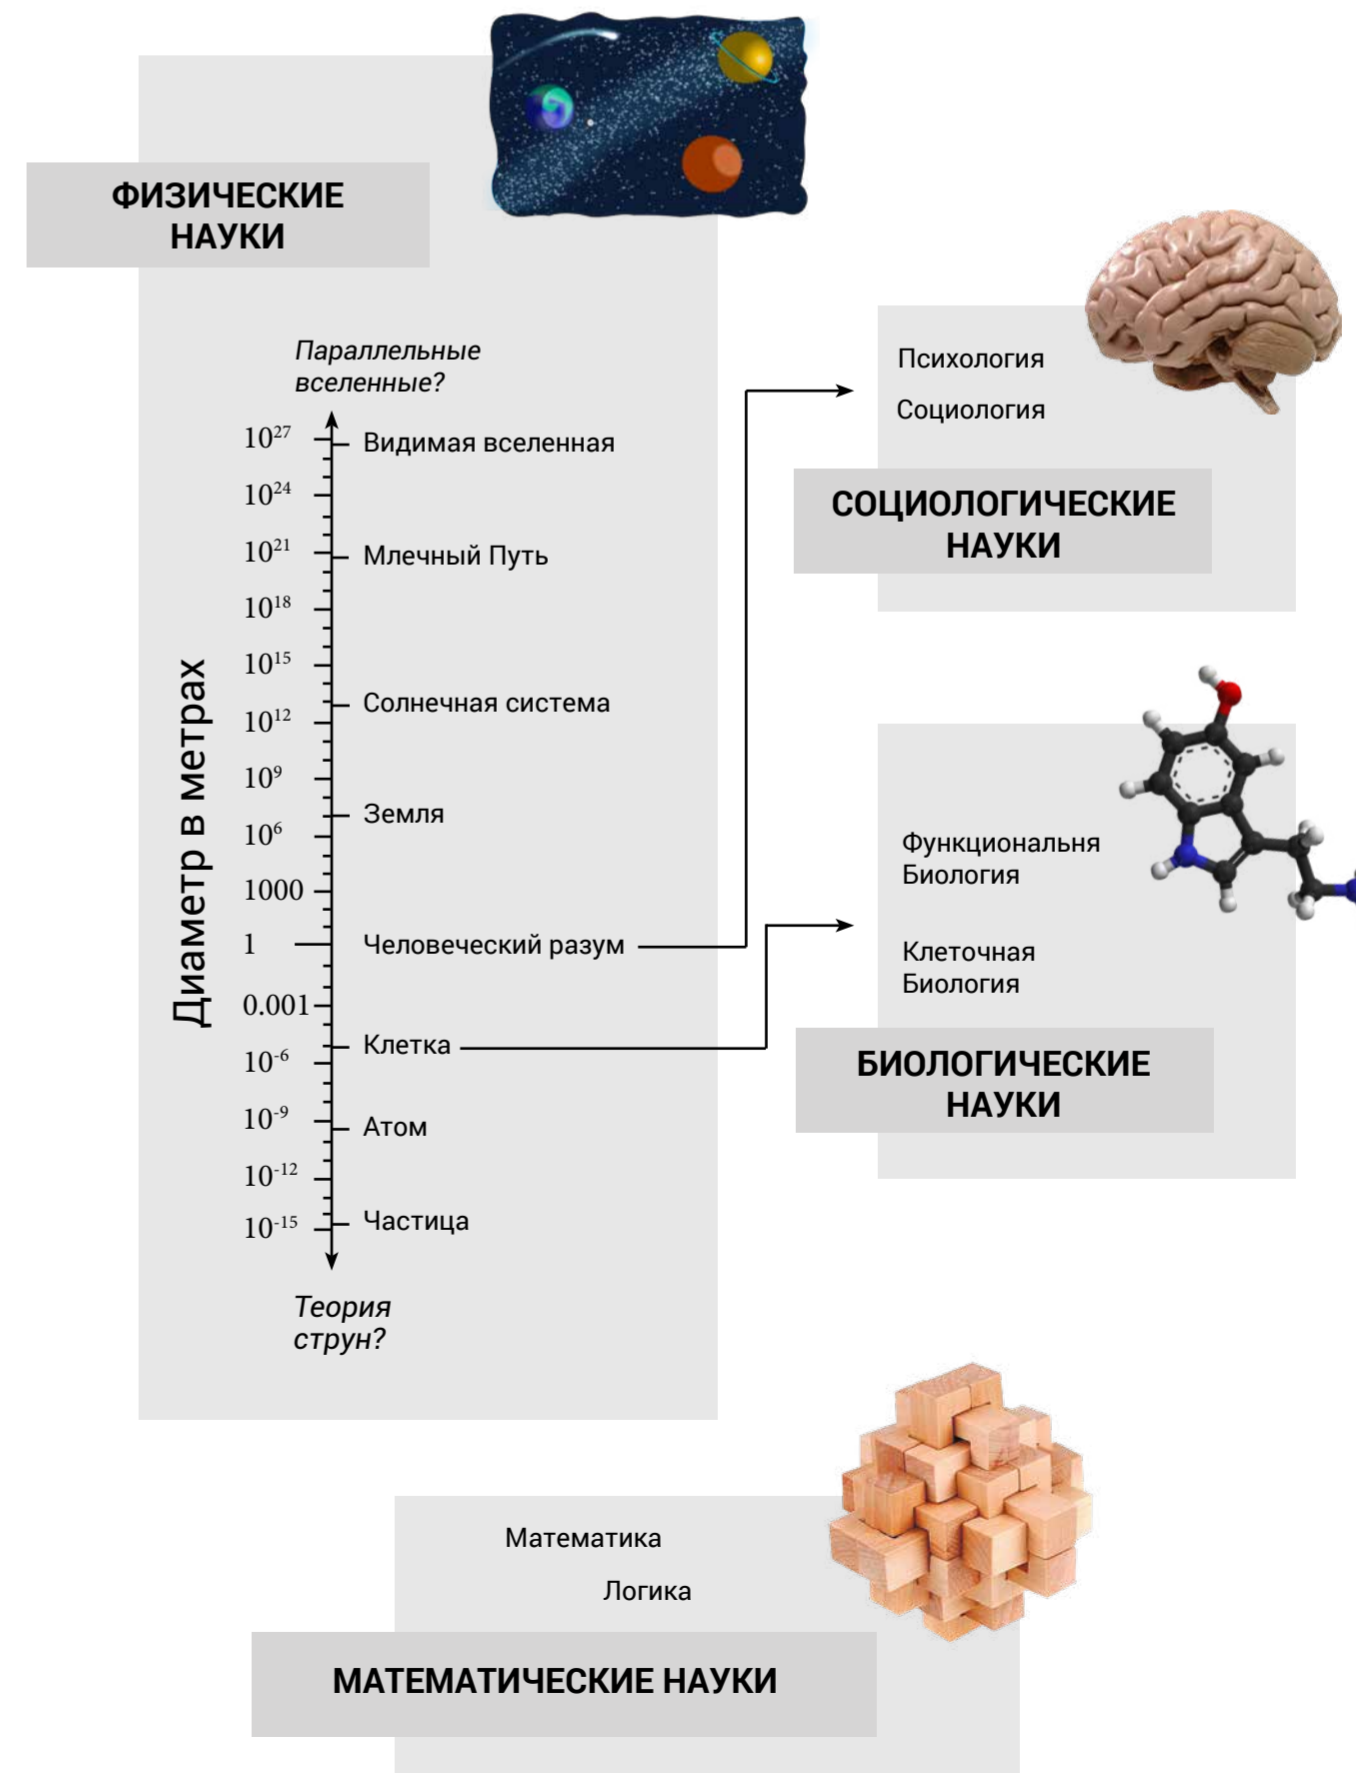 ФИЗИЧЕСКИЕ
НАУКИ
Параллельные
вселенные?
Диаметр в метрах
10²⁷
Видимая вселенная
10²⁴
10²¹
Млечный Путь
10¹⁸
10¹⁵
Солнечная система
10¹²
10⁹
Земля
10⁶
1000
1
Человеческий разум
0.001
Клетка
10⁻⁶
10⁻⁹
Атом
10⁻¹²
10⁻¹⁵
Частица
Теория
струн?
Психология
Социология
СОЦИОЛОГИЧЕСКИЕ
НАУКИ
Функциональня
Биология
Клеточная
Биология
БИОЛОГИЧЕСКИЕ
НАУКИ
Математика
Логика
МАТЕМАТИЧЕСКИЕ НАУКИ